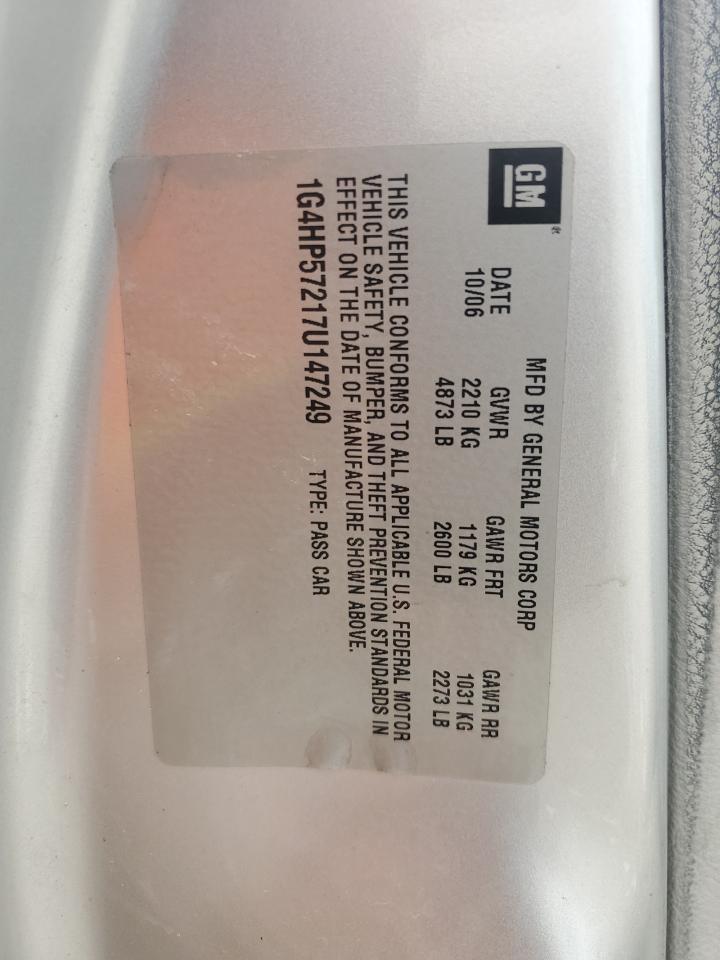 GM
MFD BY GENERAL MOTORS CORP
DATE GVWR GAWR FRT GAWR RR
10/06 2210 KG 1179 KG 1031 KG
4873 LB 2600 LB 2273 LB
THIS VEHICLE CONFORMS TO ALL APPLICABLE U.S. FEDERAL MOTOR
VEHICLE SAFETY, BUMPER, AND THEFT PREVENTION STANDARDS IN
EFFECT ON THE DATE OF MANUFACTURE SHOWN ABOVE.
1G4HP57217U147249 TYPE: PASS CAR